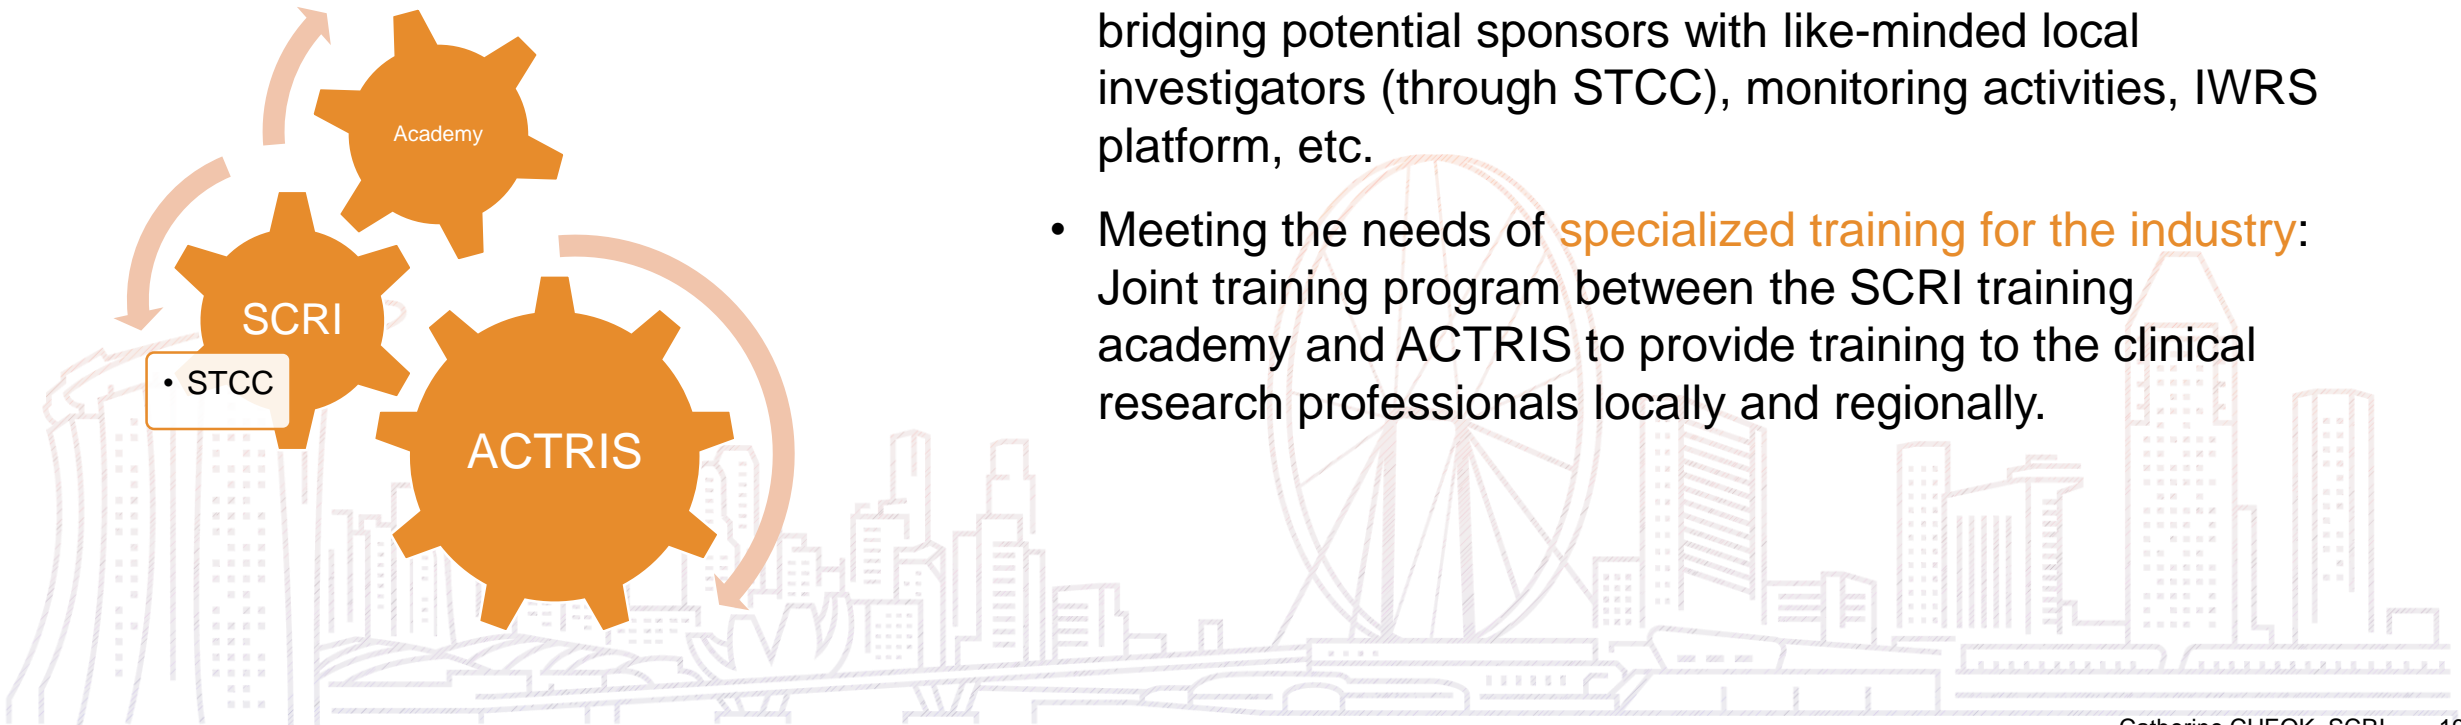 Academy
SCRI
• STCC
ACTRIS
bridging potential sponsors with like-minded local
investigators (through STCC), monitoring activities, IWRS
platform, etc.
• Meeting the needs of specialized training for the industry:
Joint training program between the SCRI training
academy and ACTRIS to provide training to the clinical
research professionals locally and regionally.